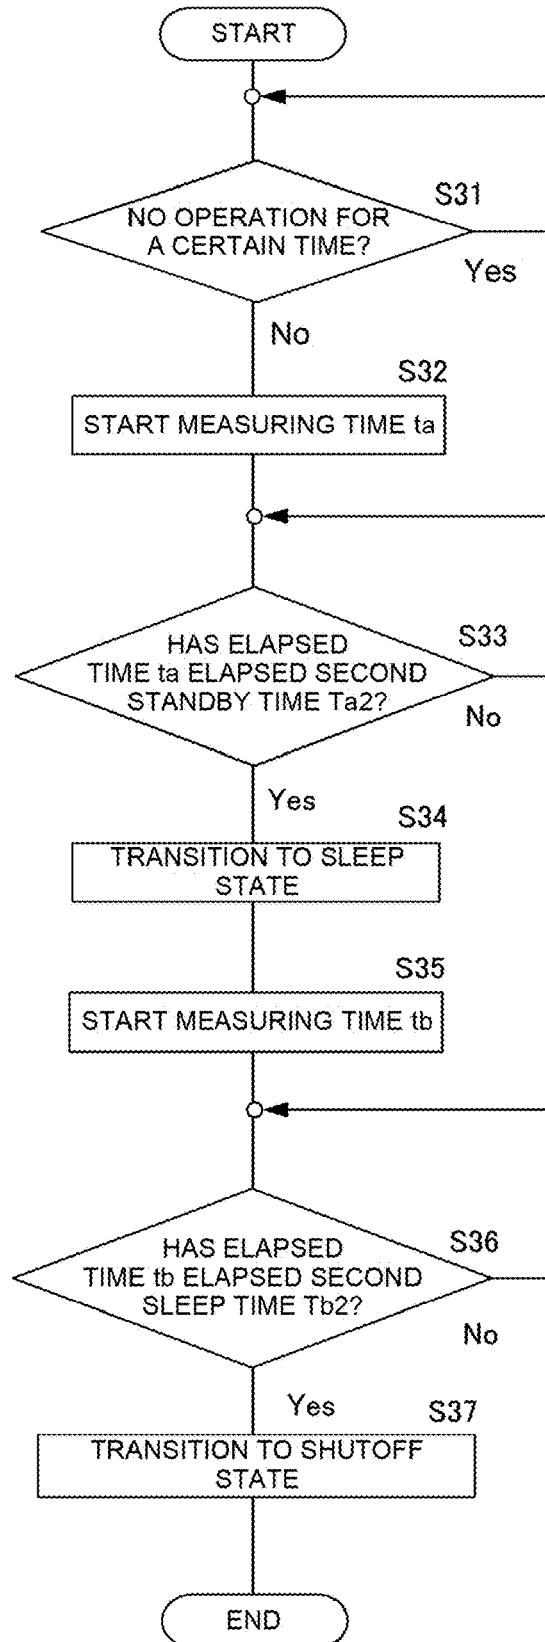 START
S31
NO OPERATION FOR
A CERTAIN TIME?
Yes
No
S32
START MEASURING TIME ta
S33
HAS ELAPSED
TIME ta ELAPSED SECOND
STANDBY TIME Ta2?
No
Yes
S34
TRANSITION TO SLEEP
STATE
S35
START MEASURING TIME tb
S36
HAS ELAPSED
TIME tb ELAPSED SECOND
SLEEP TIME Tb2?
No
Yes
S37
TRANSITION TO SHUTOFF
STATE
END